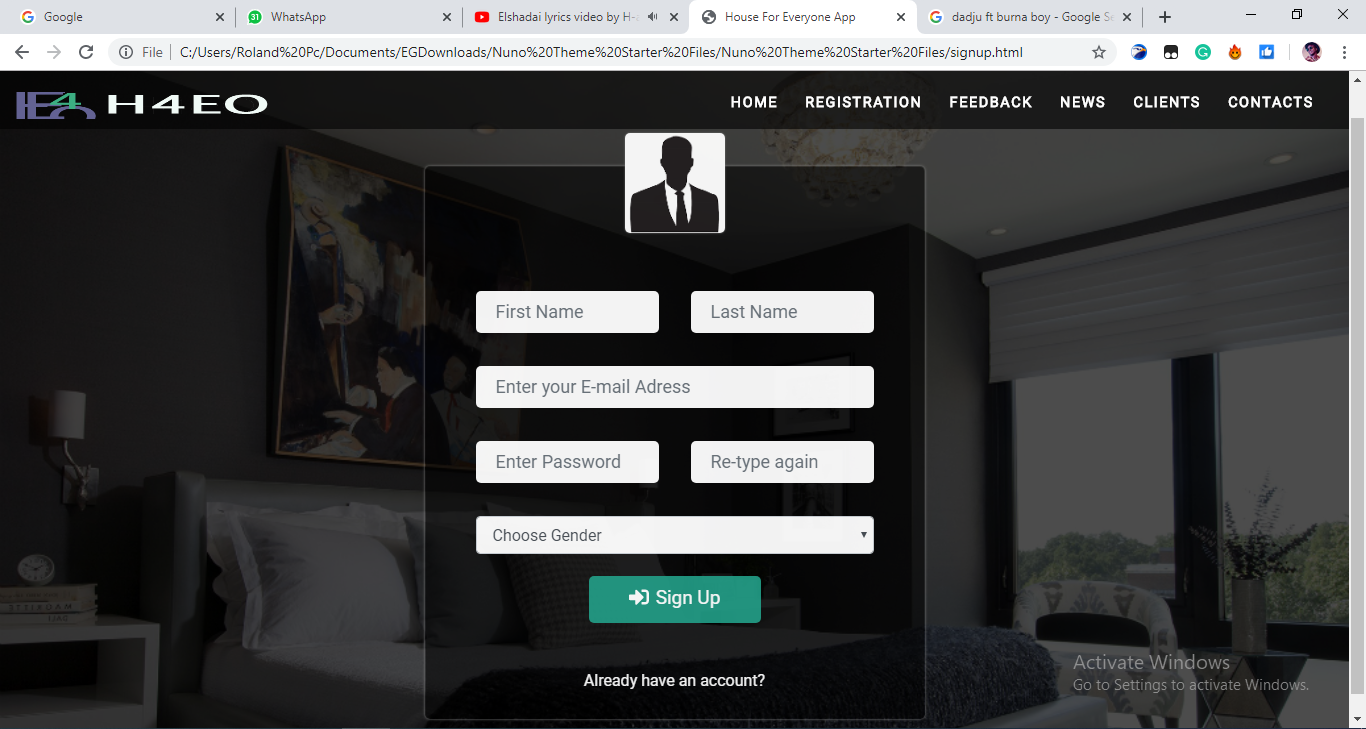 Google
WhatsApp
Elshadai lyrics video by H-
House For Everyone App
dadju ft burna boy - Google Se
31
File
C:/Users/Roland%20Pc/Documents/EGDownloads/Nuno%20Theme%20Starter%20Files/Nuno%20Theme%20Starter%20Files/signup.html
H4EO
HOME
REGISTRATION
FEEDBACK
NEWS
CLIENTS
CONTACTS
First Name
Last Name
Enter your E-mail Adress
Enter Password
Re-type again
Choose Gender
Sign Up
Already have an account?
Activate Windows
Go to Settings to activate Windows.